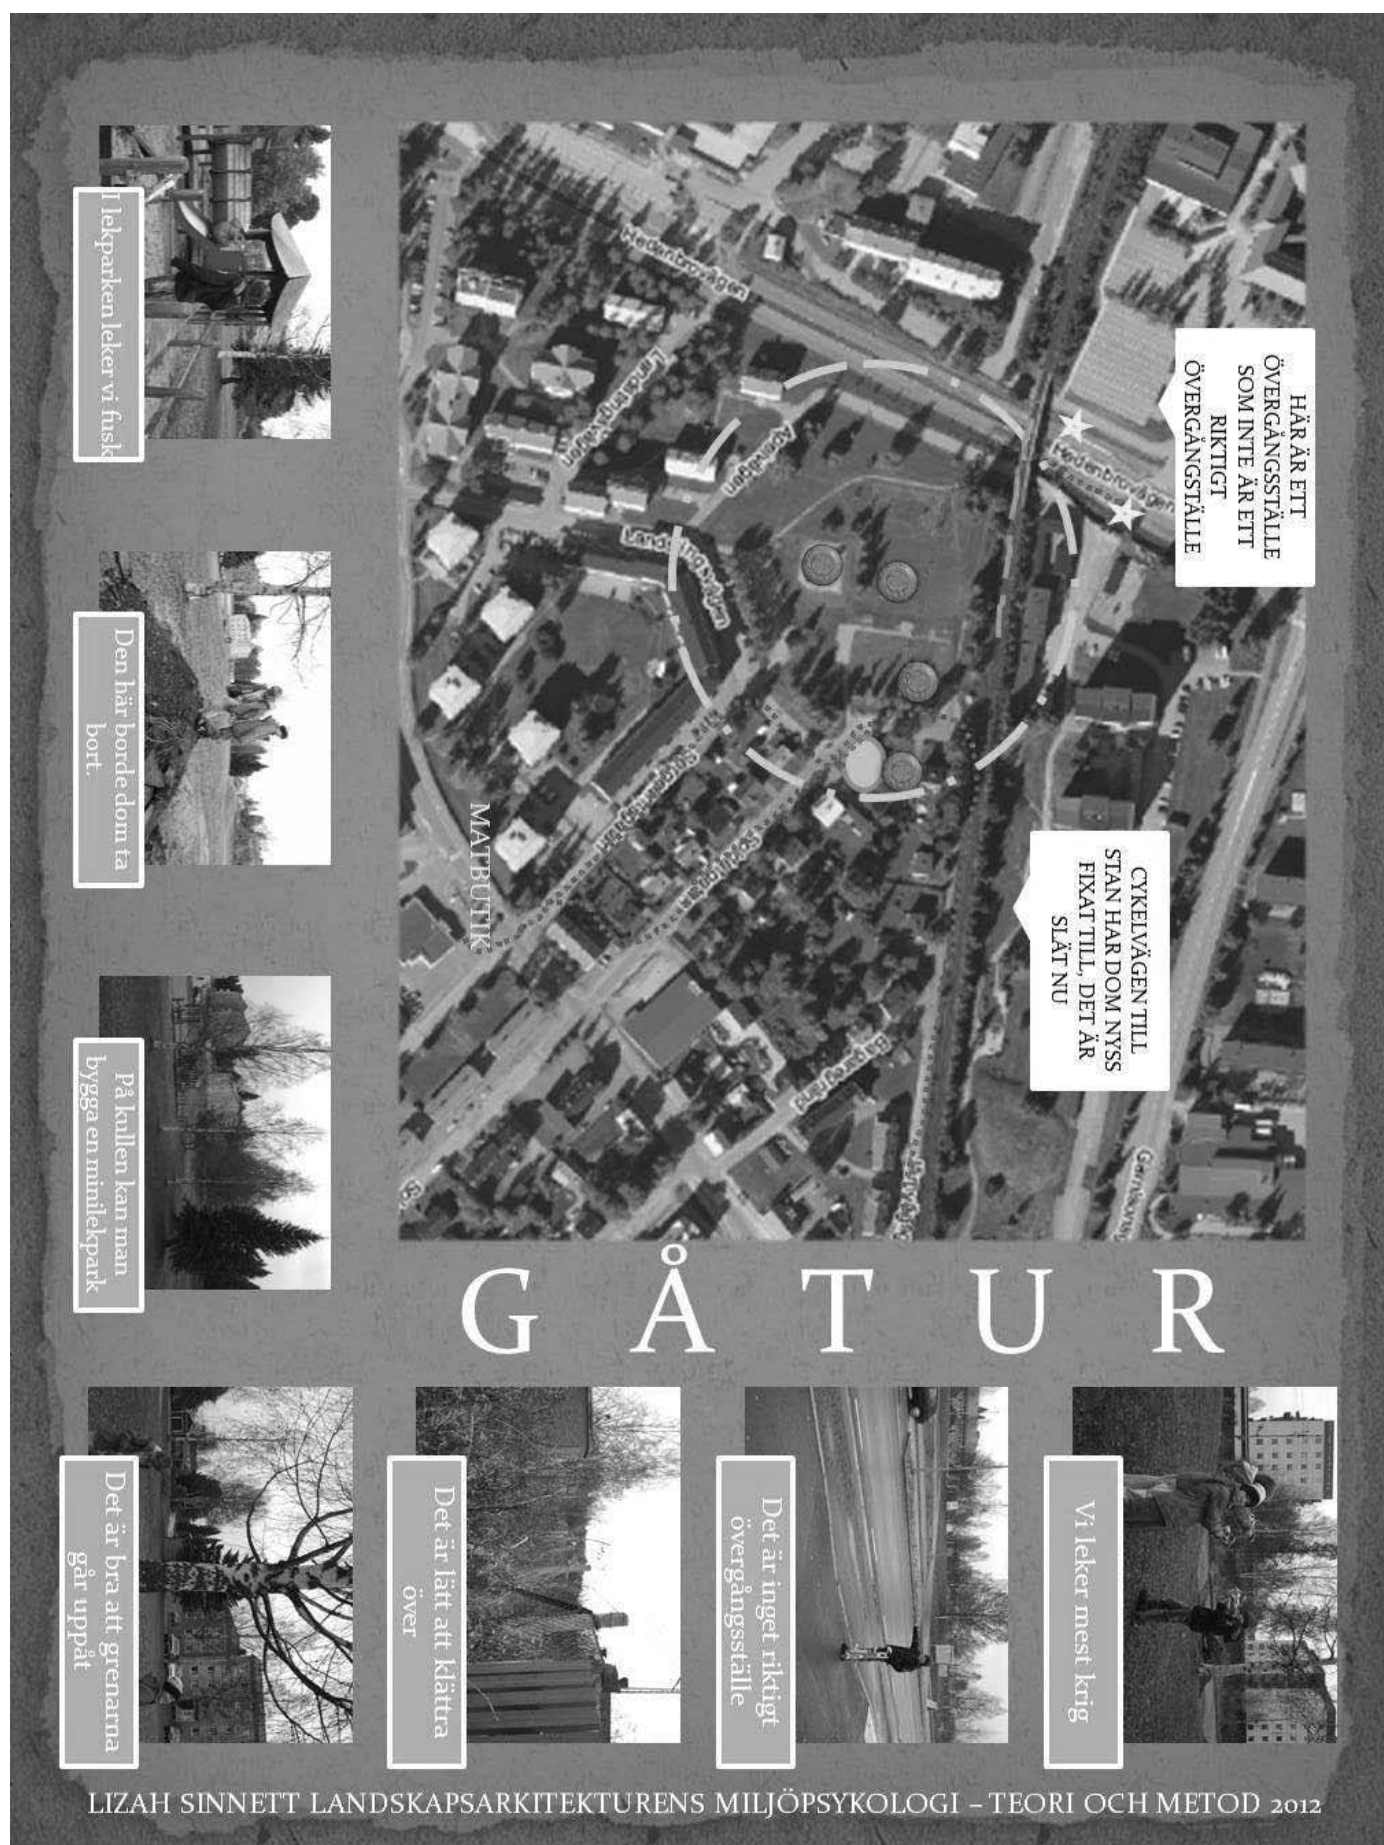 GÅTUR
HÄR ÄR ETT
ÖVERGÅNGSSTÄLLE
SOM INTE ÄR ETT
RIKTIGT
ÖVERGÅNGSTÄLLE
CYKELVÄGEN TILL
STAN HAR DOM NYSS
FIXAT TILL, DET ÄR
SLÄT NU
Hedenbrovägen
Hedenbrovägen
Landstingsvägen
Agevägen
Landstingsvägen
MATBUTIK
I lekparken leker vi fusk
Den här borde dom ta
bort.
På kullen kan man
bygga en minilekpark
Det är bra att grenarna
går uppåt
Det är lätt att klättra
över
Det är inget riktigt
övergångsställe
Vi leker mest krig
LIZAH SINNETT LANDSKAPSARKITEKTURENS MILJÖPSYKOLOGI – TEORI OCH METOD 2012